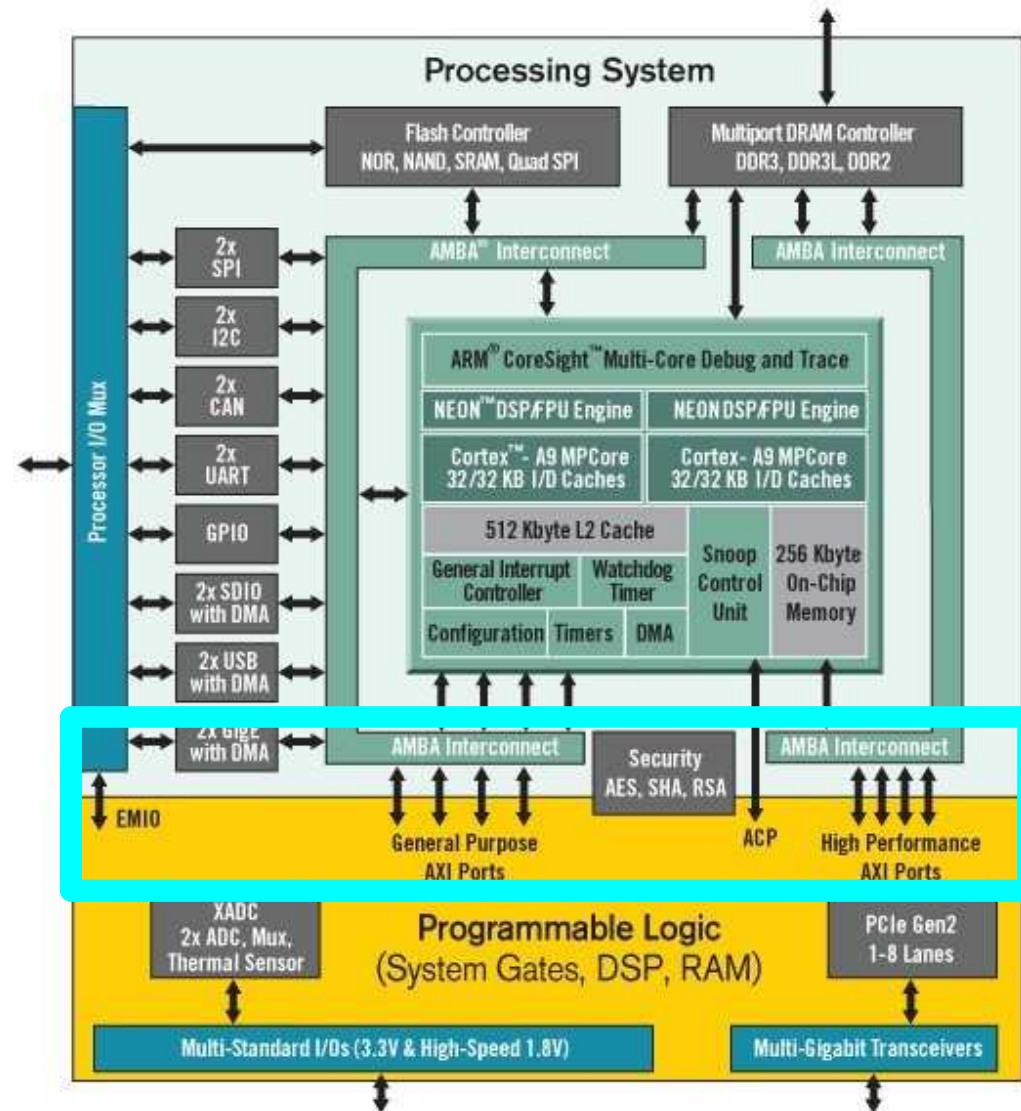 Processing System
Flash Controller
NOR, NAND, SRAM, Quad SPI
Multiport DRAM Controller
DDR3, DDR3L, DDR2
AMBA® Interconnect
AMBA Interconnect
Processor I/O Mux
2x
SPI
2x
I2C
2x
CAN
2x
UART
GPIO
2x SDIO
with DMA
2x USB
with DMA
2x GigE
with DMA
ARM® CoreSight™ Multi-Core Debug and Trace
NEON™ DSP/FPU Engine
NEON DSP/FPU Engine
Cortex™- A9 MPCore
32/32 KB I/D Caches
Cortex- A9 MPCore
32/32 KB I/D Caches
512 Kbyte L2 Cache
General Interrupt
Controller
Watchdog
Timer
Configuration
Timers
DMA
Snoop
Control
Unit
256 Kbyte
On-Chip
Memory
AMBA Interconnect
Security
AES, SHA, RSA
AMBA Interconnect
EMIO
General Purpose
AXI Ports
ACP
High Performance
AXI Ports
XADC
2x ADC, Mux,
Thermal Sensor
Programmable Logic
(System Gates, DSP, RAM)
PCIe Gen2
1-8 Lanes
Multi-Standard I/Os (3.3V & High-Speed 1.8V)
Multi-Gigabit Transceivers